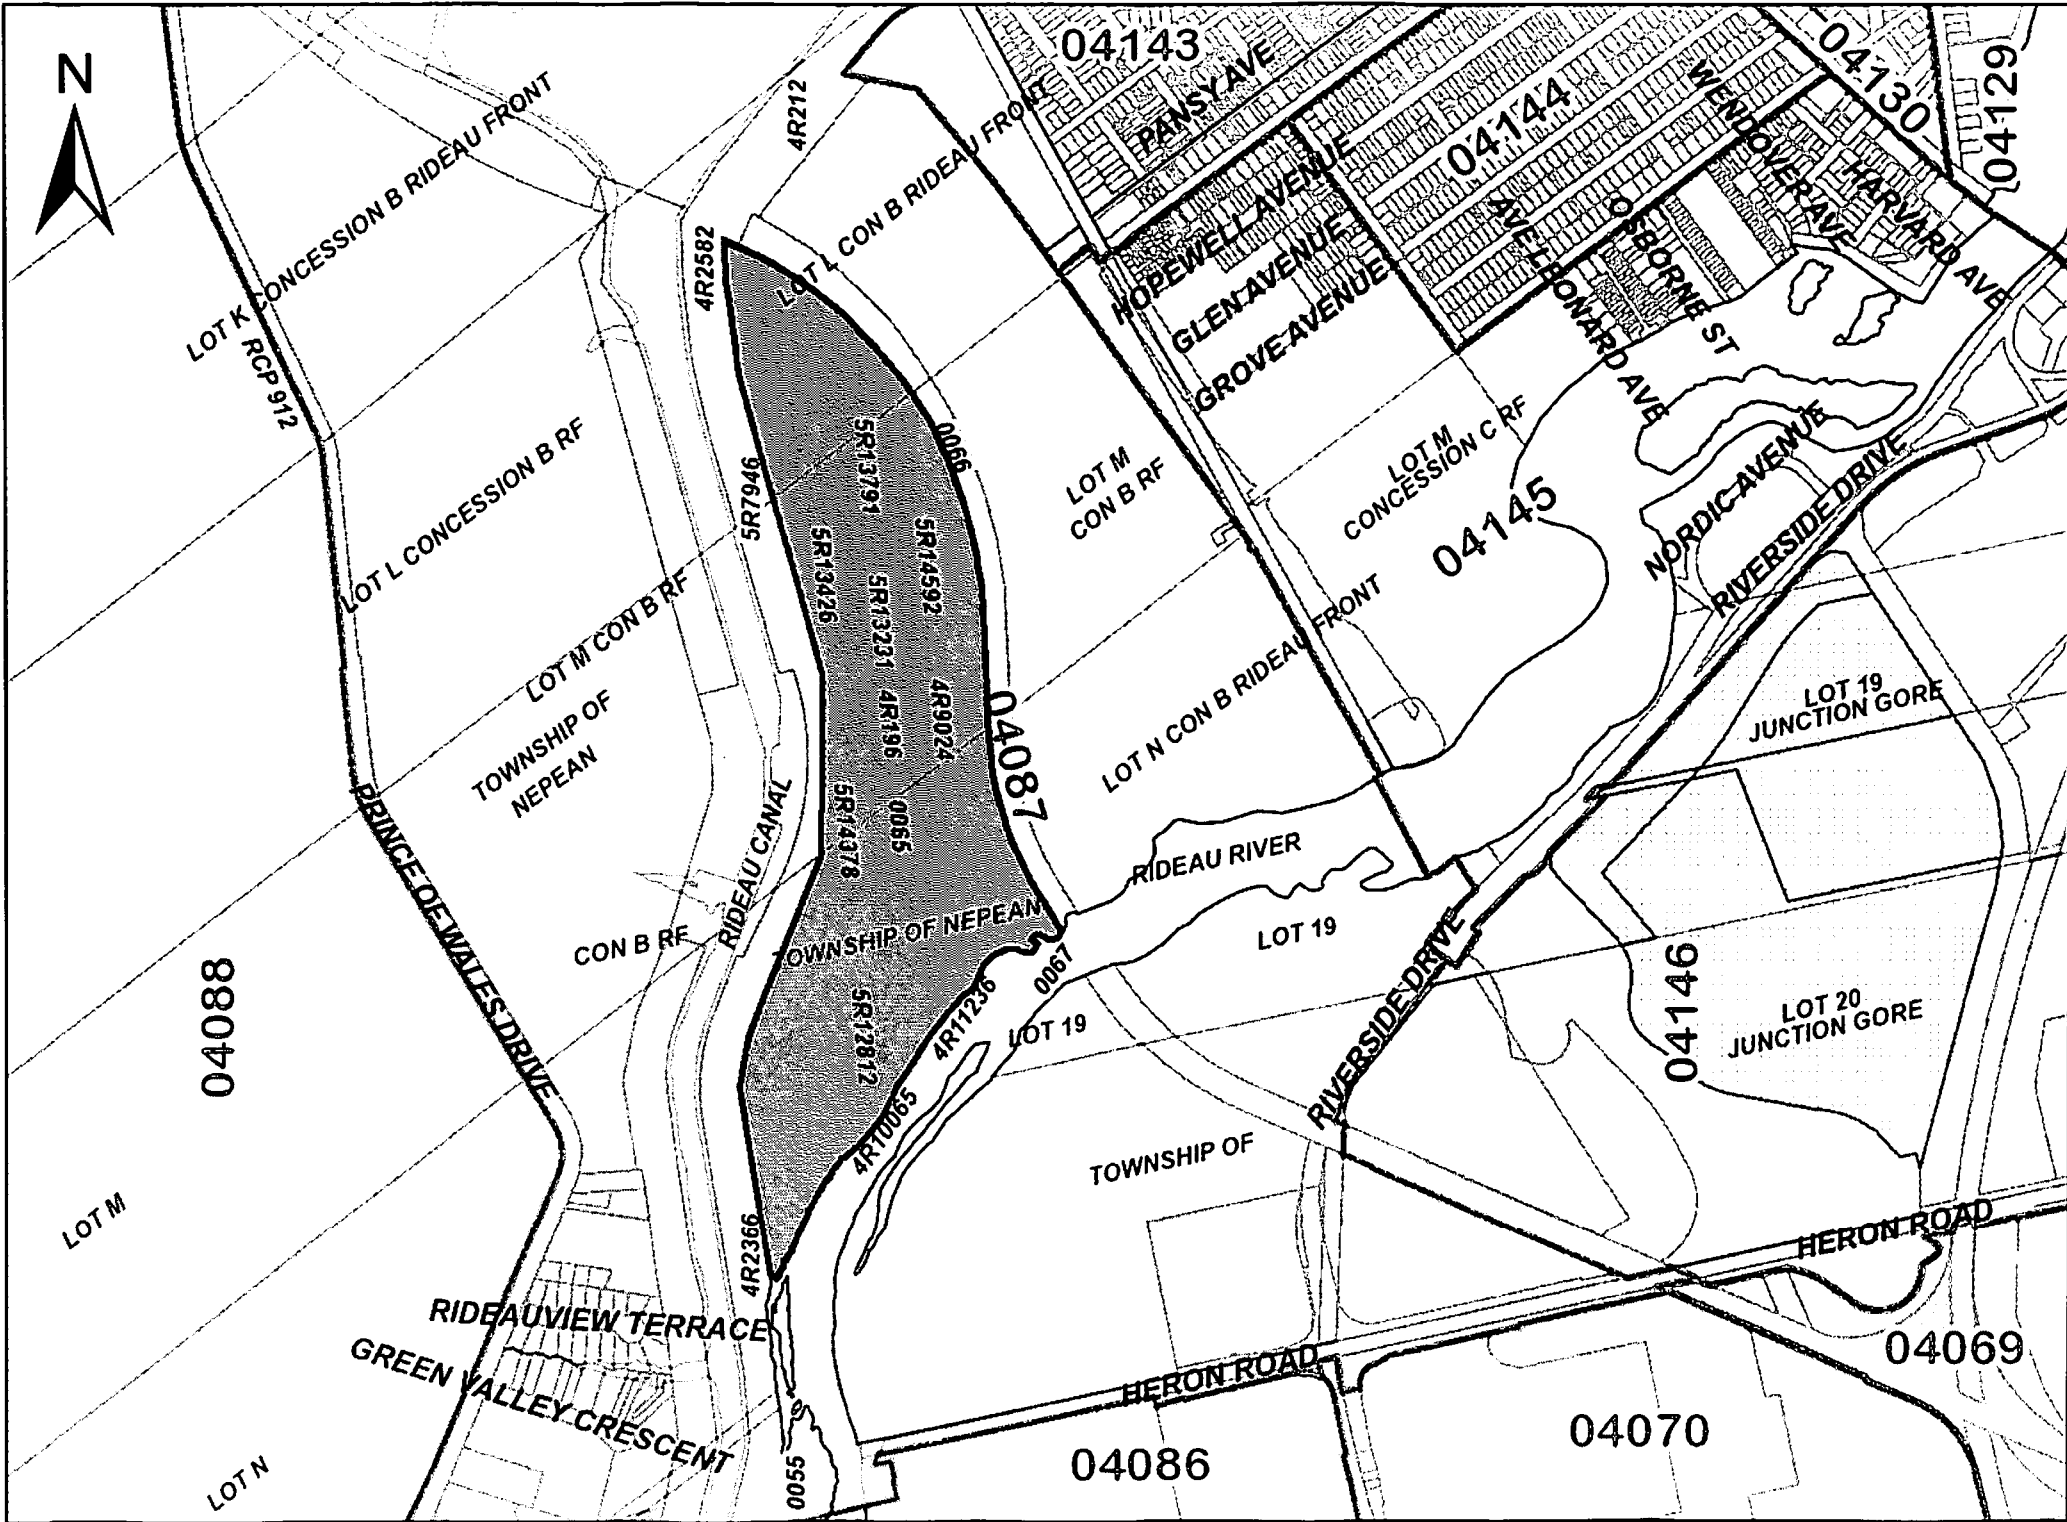 N
04143
PANSY AVE
04130
04129
04144
WENDOVER AVE
HARVARD AVE
4R212
LOT K CONCESSION B RIDEAU FRONT
RCP 912
4R2582
LOT L CON B RIDEAU FRONT
HOPEWELL AVENUE
GLEN AVENUE
GROVE AVENUE
AVE LEONARD AVE
OSBORNE ST
LOT L CONCESSION B RF
5R7946
5R13791
0066
LOT M
CON B RF
LOT M
CONCESSION C RF
04145
NORDIC AVENUE
RIVERSIDE DRIVE
LOT M CON B RF
5R13426
5R14592
5R13231
4R196
4R9024
04087
LOT N CON B RIDEAU FRONT
LOT 19
JUNCTION GORE
TOWNSHIP OF
NEPEAN
PRINCE OF WALES DRIVE
RIDEAU CANAL
5R14378
0065
RIDEAU RIVER
CON B RF
TOWNSHIP OF NEPEAN
LOT 19
RIVERSIDE DRIVE
04146
04088
5R12812
4R11236
0067
LOT 19
LOT 20
JUNCTION GORE
4R10065
TOWNSHIP OF
LOT M
4R2366
HERON ROAD
RIDEAUVIEW TERRACE
GREEN VALLEY CRESCENT
HERON ROAD
04069
04070
04086
0055
LOT N